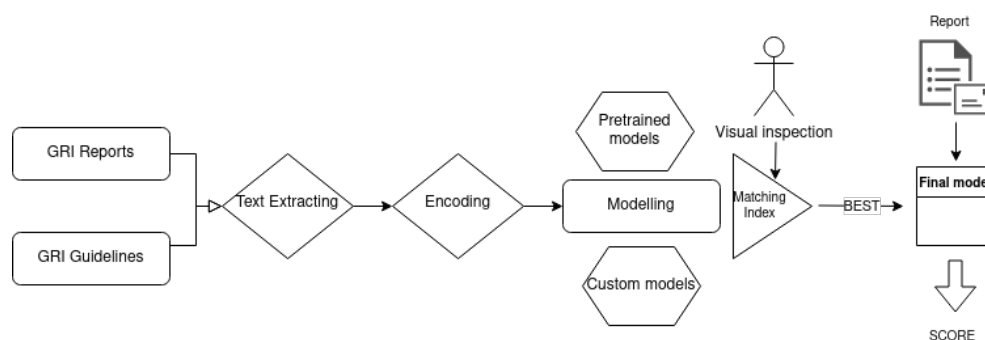 Report
Pretrained
models
Visual inspection
GRI Reports
Text Extracting
Encoding
Modelling
Matching
Index
BEST
Final mode
GRI Guidelines
Custom models
SCORE